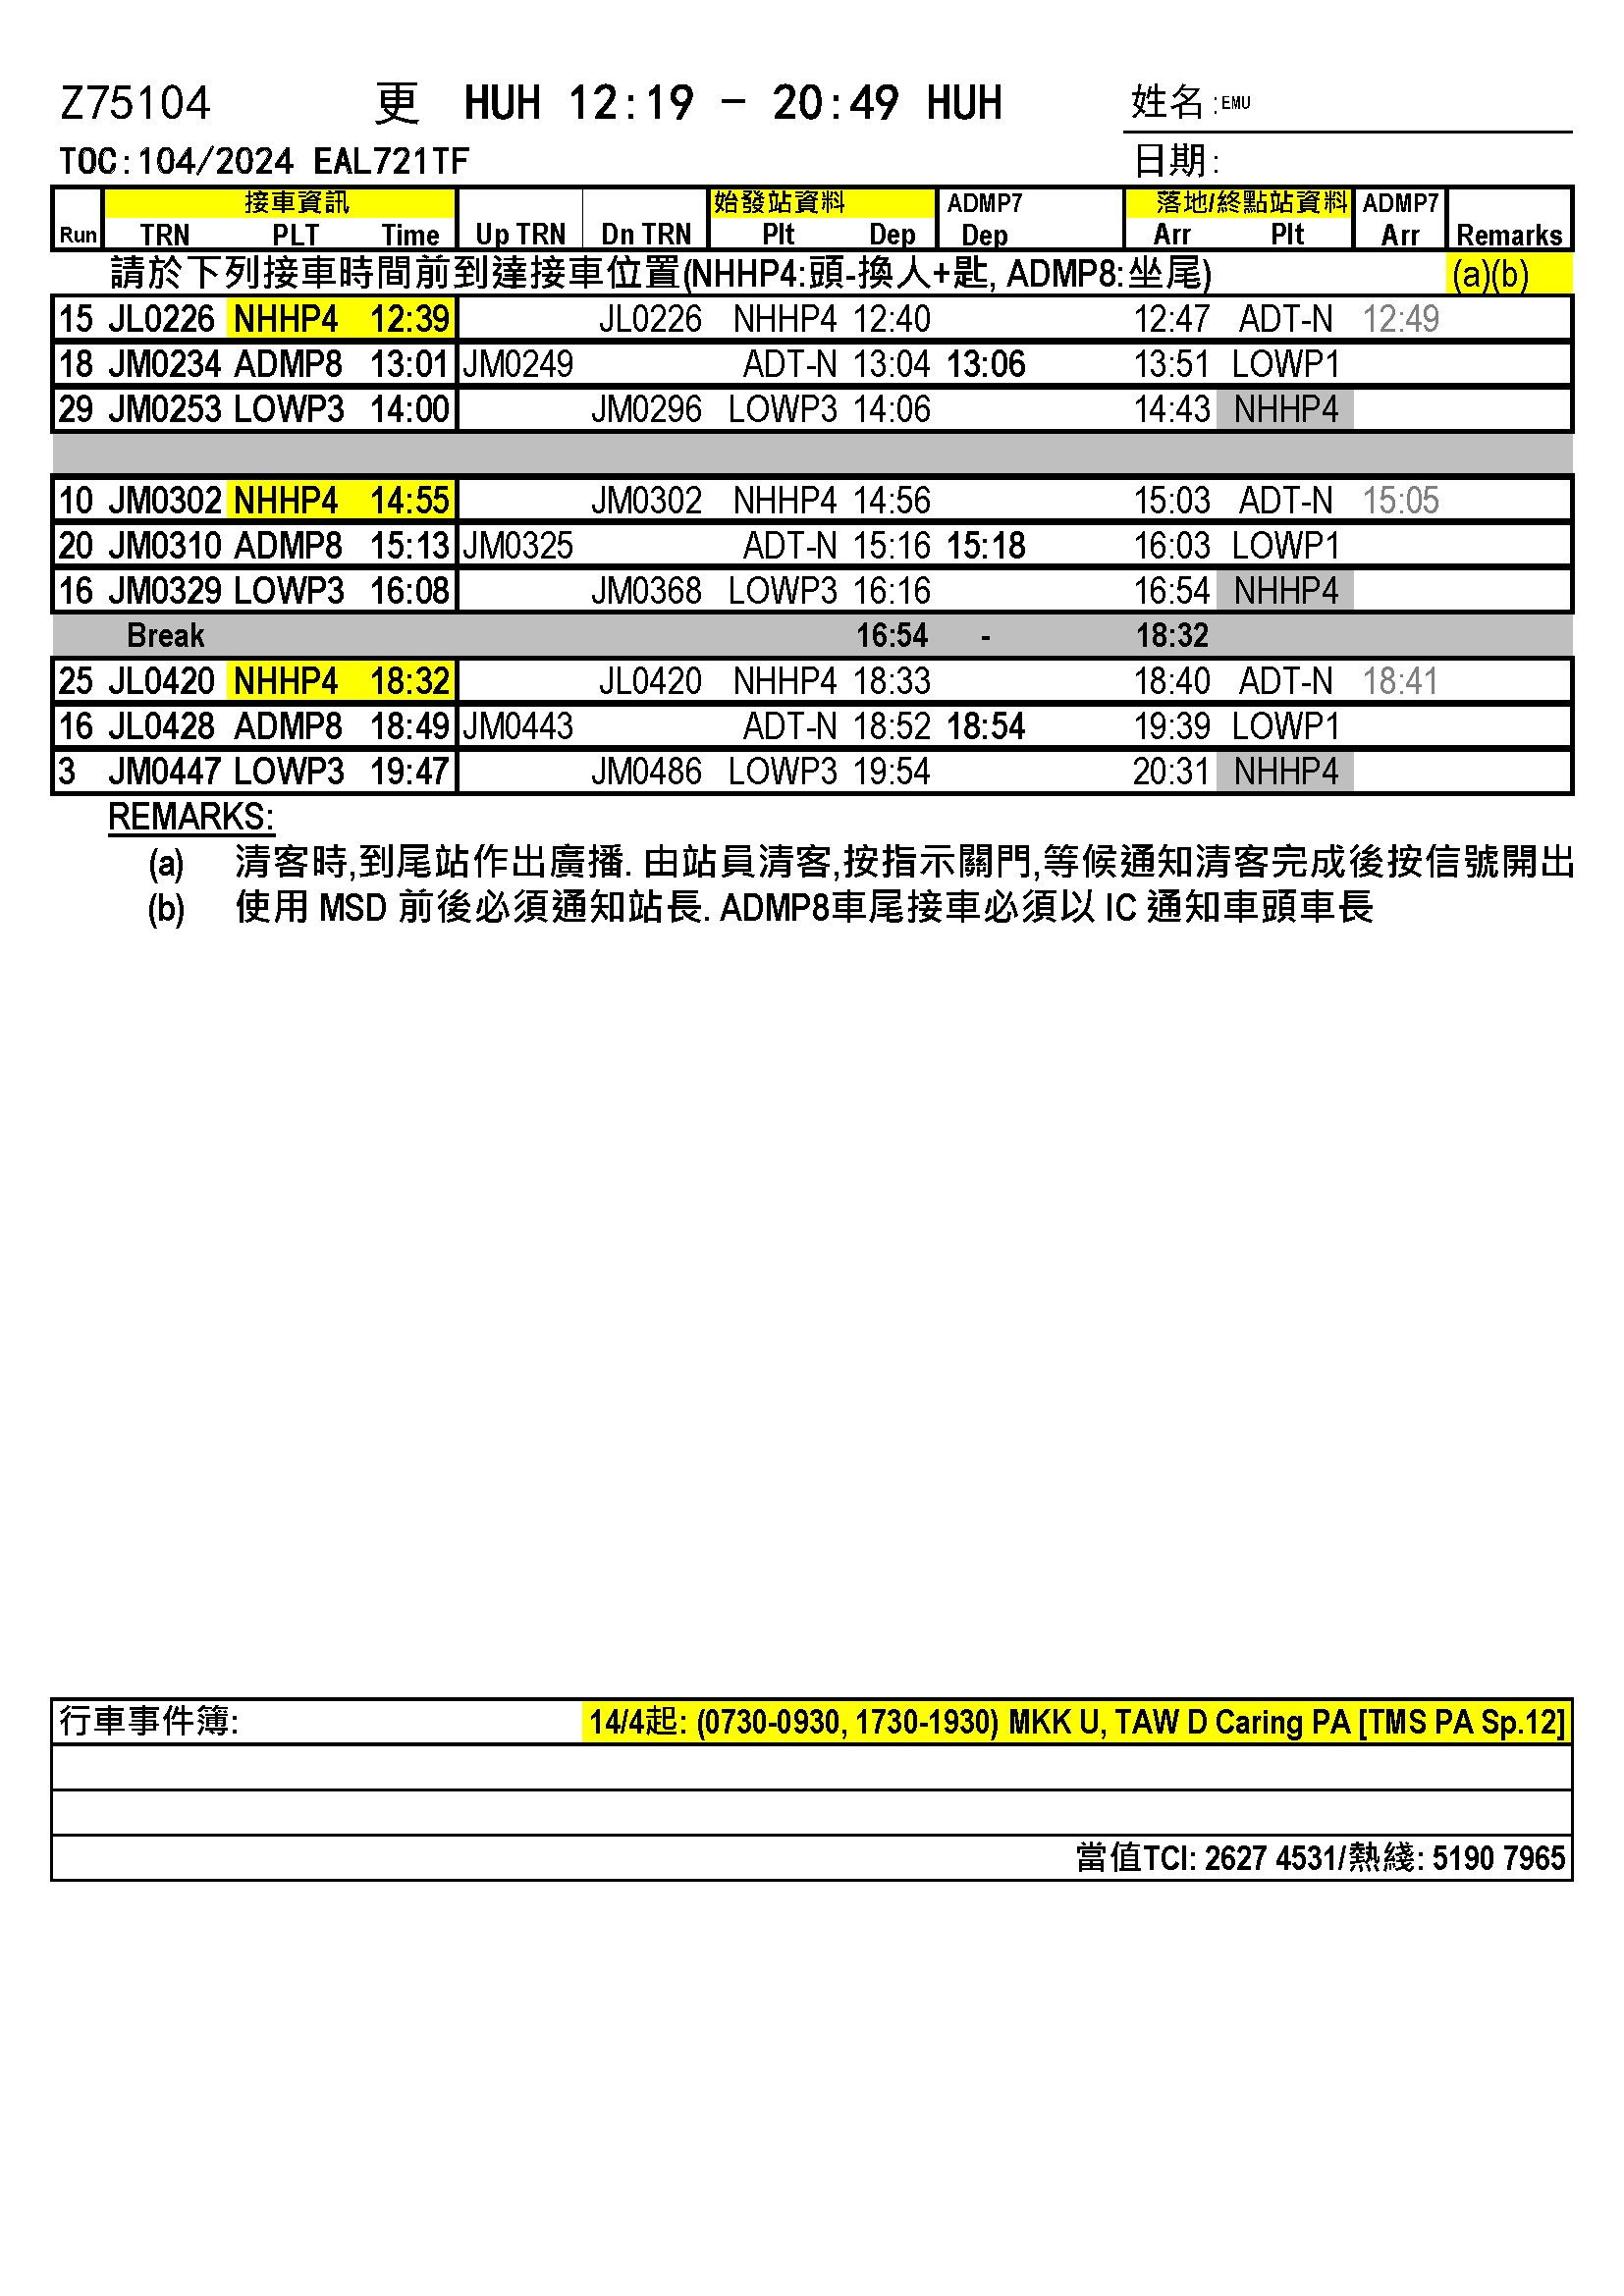 Z75104 更 HUH 12:19 - 20:49 HUH 姓名:EMU
TOC:104/2024 EAL721TF 日期:
接車資訊 始發站資料 ADMP7 落地/終點站資料 ADMP7
Run TRN PLT Time Up TRN Dn TRN Plt Dep Dep Arr Plt Arr Remarks
請於下列接車時間前到達接車位置(NHHP4:頭-換人+匙, ADMP8:坐尾) (a)(b)
15 JL0226 NHHP4 12:39 JL0226 NHHP4 12:40 12:47 ADT-N 12:49
18 JM0234 ADMP8 13:01 JM0249 ADT-N 13:04 13:06 13:51 LOWP1
29 JM0253 LOWP3 14:00 JM0296 LOWP3 14:06 14:43 NHHP4
10 JM0302 NHHP4 14:55 JM0302 NHHP4 14:56 15:03 ADT-N 15:05
20 JM0310 ADMP8 15:13 JM0325 ADT-N 15:16 15:18 16:03 LOWP1
16 JM0329 LOWP3 16:08 JM0368 LOWP3 16:16 16:54 NHHP4
Break 16:54 - 18:32
25 JL0420 NHHP4 18:32 JL0420 NHHP4 18:33 18:40 ADT-N 18:41
16 JL0428 ADMP8 18:49 JM0443 ADT-N 18:52 18:54 19:39 LOWP1
3 JM0447 LOWP3 19:47 JM0486 LOWP3 19:54 20:31 NHHP4
REMARKS:
(a) 清客時,到尾站作出廣播. 由站員清客,按指示關門,等候通知清客完成後按信號開出
(b) 使用 MSD 前後必須通知站長. ADMP8車尾接車必須以 IC 通知車頭車長
行車事件簿: 14/4起: (0730-0930, 1730-1930) MKK U, TAW D Caring PA [TMS PA Sp.12]
當值TCI: 2627 4531/熱綫: 5190 7965